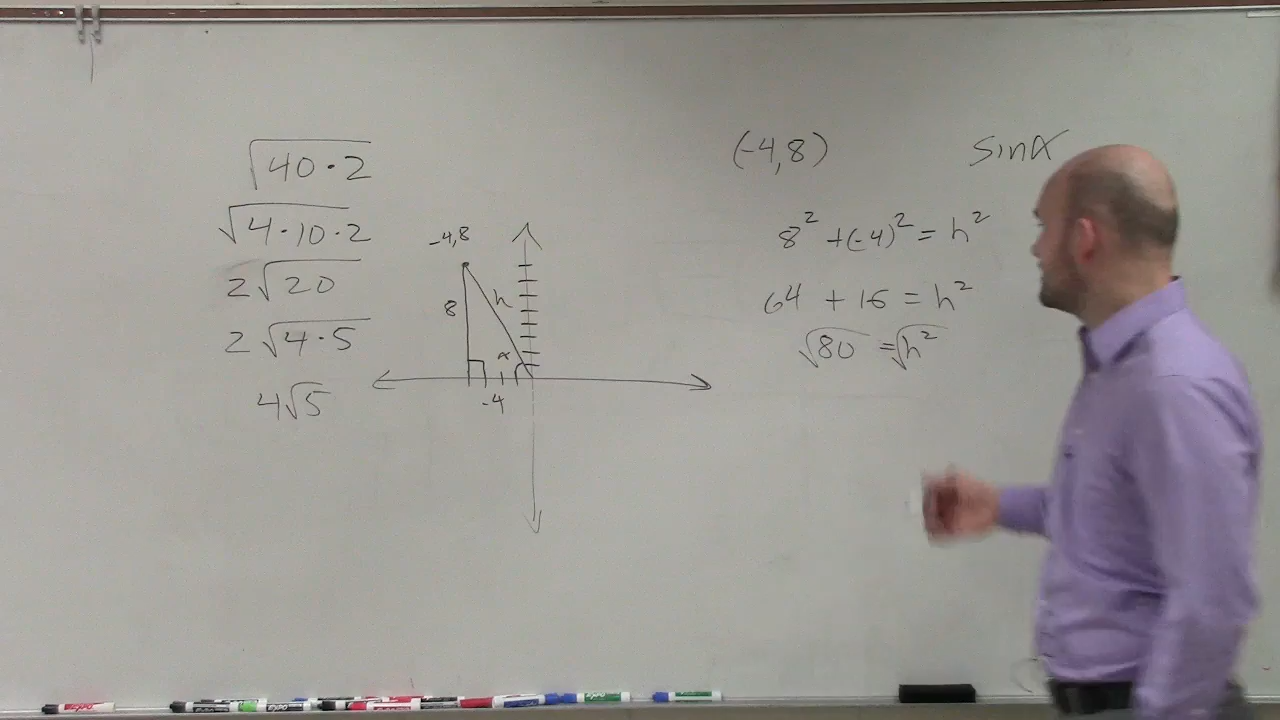 √40·2
√4·10·2
2√20
2√4·5
4√5
-4,8
8
h
α
-4
(-4,8)
sinα
8² +(-4)² = h²
64 + 16 = h²
√80 = √h²
EXPO